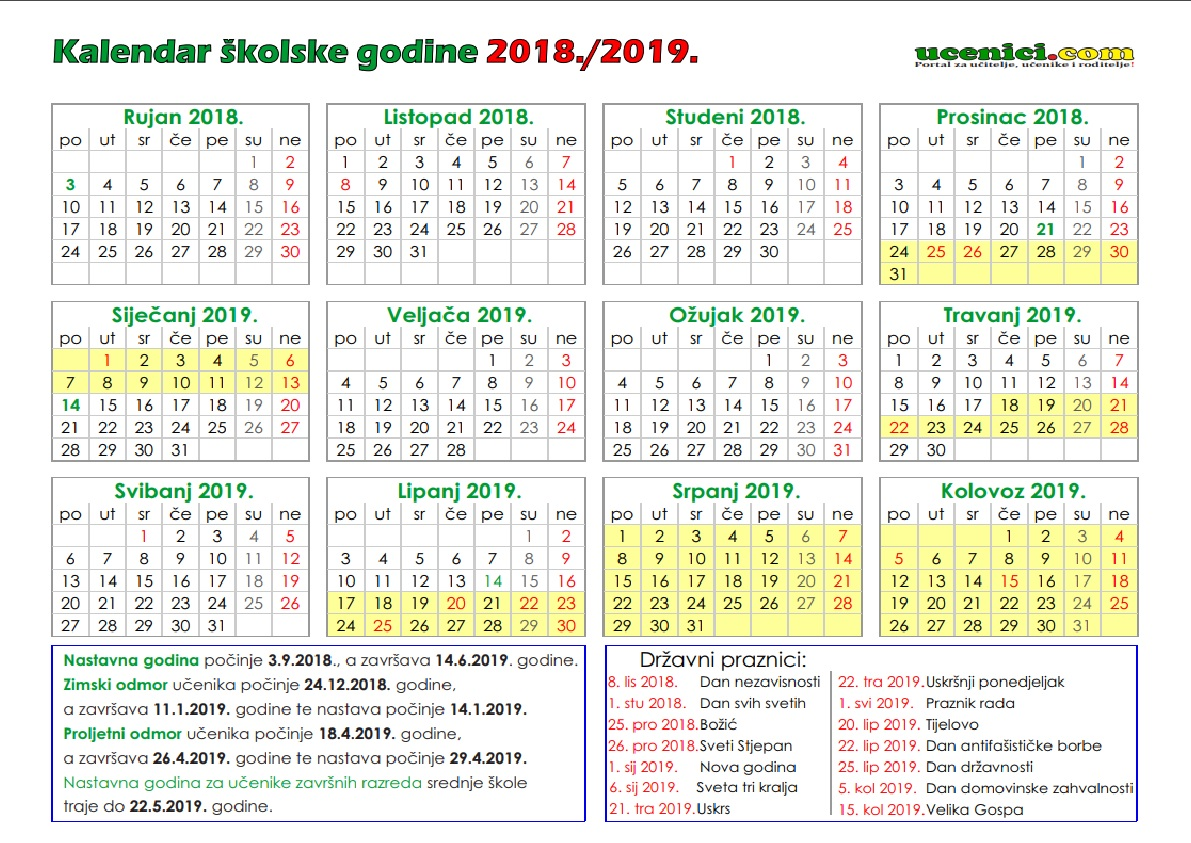 Kalendar školske godine 2018./2019.
ucenici.com
Portal za učitelje, učenike i roditelje!
Rujan 2018.
po ut sr če pe su ne
1 2
3 4 5 6 7 8 9
10 11 12 13 14 15 16
17 18 19 20 21 22 23
24 25 26 27 28 29 30
Listopad 2018.
po ut sr če pe su ne
1 2 3 4 5 6 7
8 9 10 11 12 13 14
15 16 17 18 19 20 21
22 23 24 25 26 27 28
29 30 31
Studeni 2018.
po ut sr če pe su ne
1 2 3 4
5 6 7 8 9 10 11
12 13 14 15 16 17 18
19 20 21 22 23 24 25
26 27 28 29 30
Prosinac 2018.
po ut sr če pe su ne
1 2
3 4 5 6 7 8 9
10 11 12 13 14 15 16
17 18 19 20 21 22 23
24 25 26 27 28 29 30
31
Siječanj 2019.
po ut sr če pe su ne
1 2 3 4 5 6
7 8 9 10 11 12 13
14 15 16 17 18 19 20
21 22 23 24 25 26 27
28 29 30 31
Veljača 2019.
po ut sr če pe su ne
1 2 3
4 5 6 7 8 9 10
11 12 13 14 15 16 17
18 19 20 21 22 23 24
25 26 27 28
Ožujak 2019.
po ut sr če pe su ne
1 2 3
4 5 6 7 8 9 10
11 12 13 14 15 16 17
18 19 20 21 22 23 24
25 26 27 28 29 30 31
Travanj 2019.
po ut sr če pe su ne
1 2 3 4 5 6 7
8 9 10 11 12 13 14
15 16 17 18 19 20 21
22 23 24 25 26 27 28
29 30
Svibanj 2019.
po ut sr če pe su ne
1 2 3 4 5
6 7 8 9 10 11 12
13 14 15 16 17 18 19
20 21 22 23 24 25 26
27 28 29 30 31
Lipanj 2019.
po ut sr če pe su ne
1 2
3 4 5 6 7 8 9
10 11 12 13 14 15 16
17 18 19 20 21 22 23
24 25 26 27 28 29 30
Srpanj 2019.
po ut sr če pe su ne
1 2 3 4 5 6 7
8 9 10 11 12 13 14
15 16 17 18 19 20 21
22 23 24 25 26 27 28
29 30 31
Kolovoz 2019.
po ut sr če pe su ne
1 2 3 4
5 6 7 8 9 10 11
12 13 14 15 16 17 18
19 20 21 22 23 24 25
26 27 28 29 30 31
Nastavna godina počinje 3.9.2018., a završava 14.6.2019. godine.
Zimski odmor učenika počinje 24.12.2018. godine,
a završava 11.1.2019. godine te nastava počinje 14.1.2019.
Proljetni odmor učenika počinje 18.4.2019. godine,
a završava 26.4.2019. godine te nastava počinje 29.4.2019.
Nastavna godina za učenike završnih razreda srednje škole
traje do 22.5.2019. godine.
Državni praznici:
8. lis 2018. Dan nezavisnosti
1. stu 2018. Dan svih svetih
25. pro 2018. Božić
26. pro 2018. Sveti Stjepan
1. sij 2019. Nova godina
6. sij 2019. Sveta tri kralja
21. tra 2019. Uskrs
22. tra 2019. Uskršnji ponedjeljak
1. svi 2019. Praznik rada
20. lip 2019. Tijelovo
22. lip 2019. Dan antifašističke borbe
25. lip 2019. Dan državnosti
5. kol 2019. Dan domovinske zahvalnosti
15. kol 2019. Velika Gospa